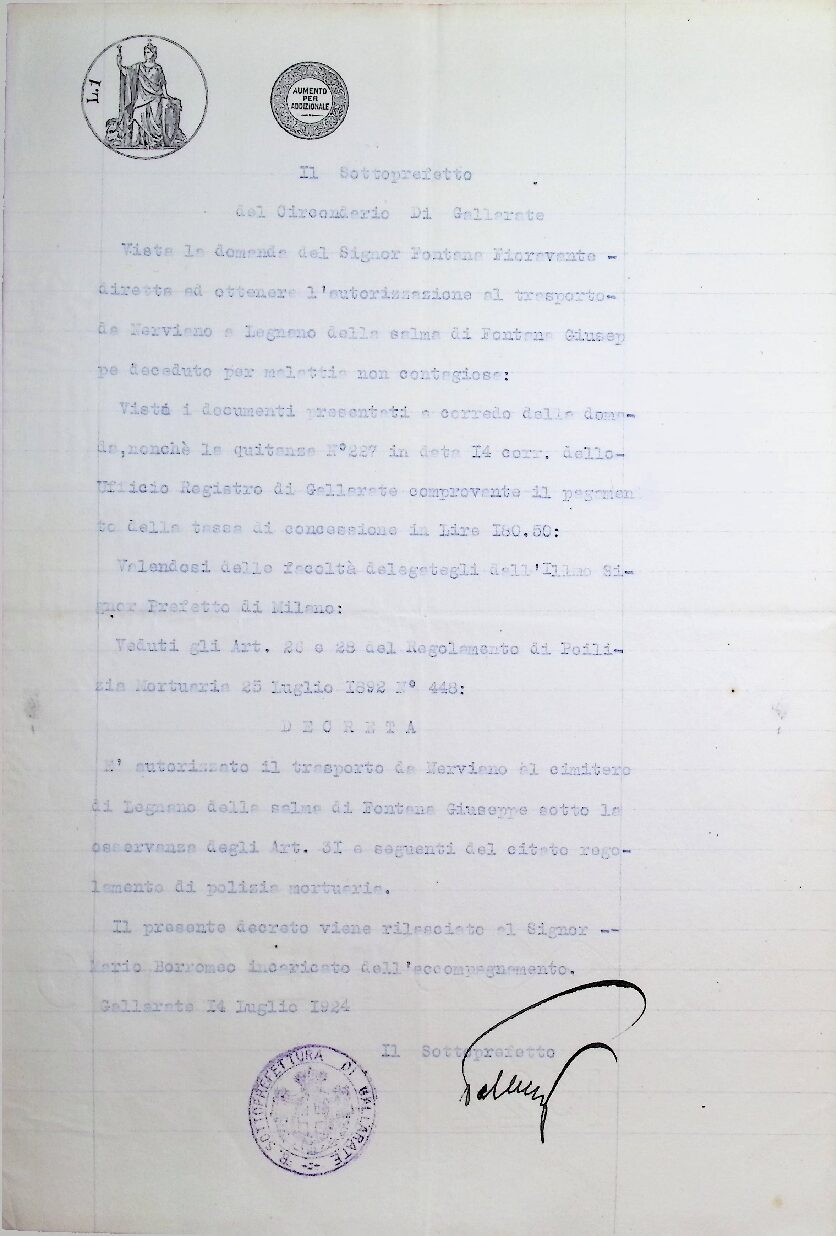 L.1
AUMENTO
PER
ADDIZIONALE
Il Sottoprefetto
del Circondario Di Gallarate
Vista la domanda del Signor Fontana Fioravante -
diretta ad ottenere l'autorizzazione al trasporto-
da Nerviano a Legnano della salma di Fontana Giusep
pe deceduto per malattia non contagiosa:
Vista i documenti presentati a corredo della doma-
da,nonchè la quitanza N°227 in data I4 corr. dello-
Ufficio Registro di Gallarate comprovante il pagamen
to della tassa di concessione in Lire I80.50:
Valendosi delle facoltà delegategli dall'Illmo Si-
gnor Prefetto di Milano:
Veduti gli Art. 26 e 28 del Regolamento di Poili-
zia Mortuaria 25 Luglio I892 N° 448:
D E C R E T A
E' autorizzato il trasporto da Nerviano al cimitero
di Legnano della salma di Fontana Giuseppe sotto la
osservanza degli Art. 3I e seguenti del citato rego-
lamento di polizia mortuaria.
Il presente decreto viene rilasciato al Signor --
Mario Borromeo incaricato dell'accompagnamento.
Gallarate I4 Luglio I924
Il Sottoprefetto
R. SOTTOPREFETTURA DI GALLARATE